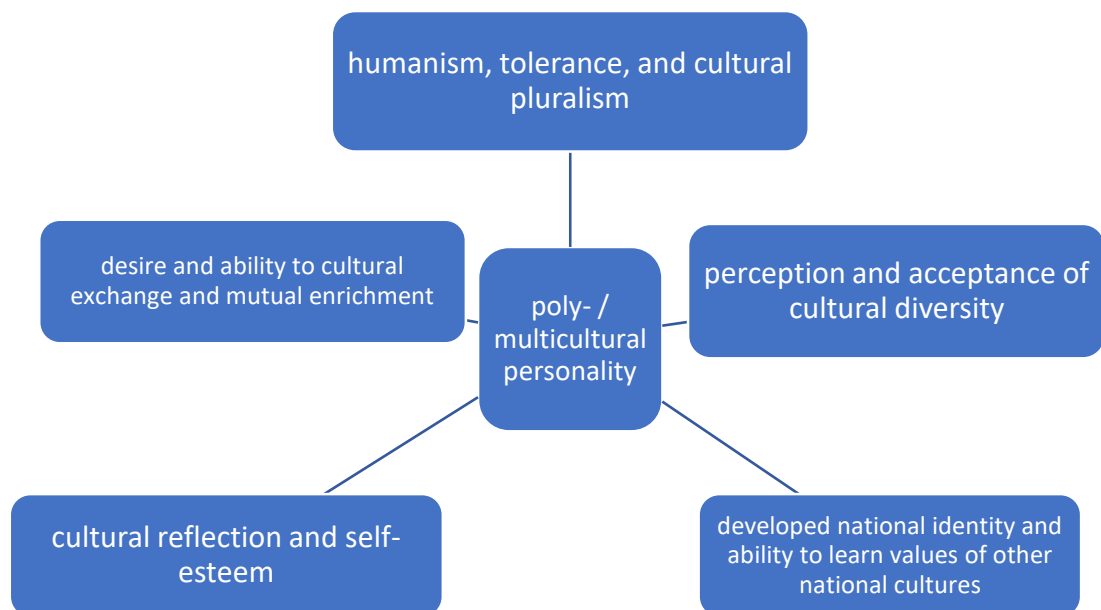 humanism, tolerance, and cultural
pluralism
desire and ability to cultural
exchange and mutual enrichment
perception and acceptance of
cultural diversity
poly- /
multicultural
personality
cultural reflection and self-
esteem
developed national identity and
ability to learn values of other
national cultures